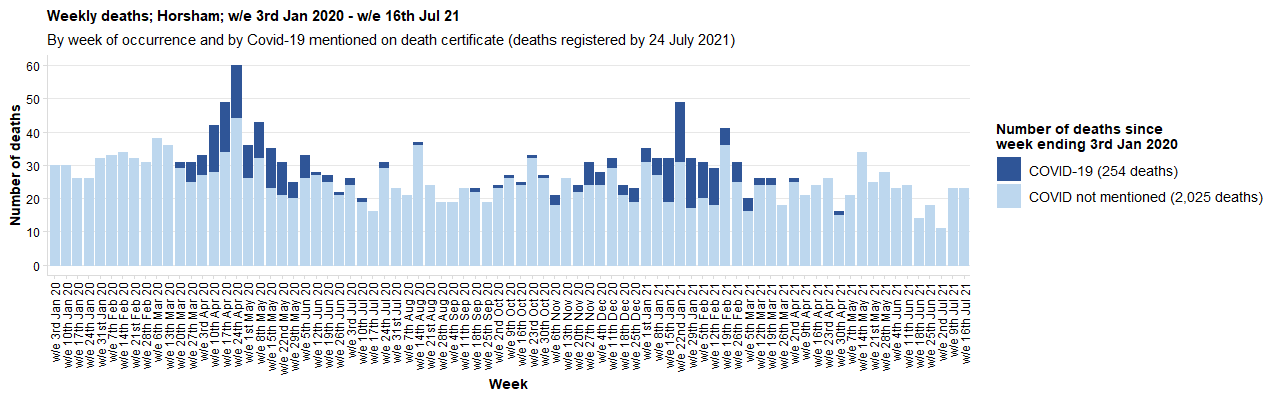 Weekly deaths; Horsham; w/e 3rd Jan 2020 - w/e 16th Jul 21
By week of occurrence and by Covid-19 mentioned on death certificate (deaths registered by 24 July 2021)
Number of deaths
60
50
40
30
20
10
0
w/e 3rd Jan 20
w/e 10th Jan 20
w/e 17th Jan 20
w/e 24th Jan 20
w/e 31st Jan 20
w/e 7th Feb 20
w/e 14th Feb 20
w/e 21st Feb 20
w/e 28th Feb 20
w/e 6th Mar 20
w/e 13th Mar 20
w/e 20th Mar 20
w/e 27th Mar 20
w/e 3rd Apr 20
w/e 10th Apr 20
w/e 17th Apr 20
w/e 24th Apr 20
w/e 1st May 20
w/e 8th May 20
w/e 15th May 20
w/e 22nd May 20
w/e 29th May 20
w/e 5th Jun 20
w/e 12th Jun 20
w/e 19th Jun 20
w/e 26th Jun 20
w/e 3rd Jul 20
w/e 10th Jul 20
w/e 17th Jul 20
w/e 24th Jul 20
w/e 31st Jul 20
w/e 7th Aug 20
w/e 14th Aug 20
w/e 21st Aug 20
w/e 28th Aug 20
w/e 4th Sep 20
w/e 11th Sep 20
w/e 18th Sep 20
w/e 25th Sep 20
w/e 2nd Oct 20
w/e 9th Oct 20
w/e 16th Oct 20
w/e 23rd Oct 20
w/e 30th Oct 20
w/e 6th Nov 20
w/e 13th Nov 20
w/e 20th Nov 20
w/e 27th Nov 20
w/e 4th Dec 20
w/e 11th Dec 20
w/e 18th Dec 20
w/e 25th Dec 20
w/e 1st Jan 21
w/e 8th Jan 21
w/e 15th Jan 21
w/e 22nd Jan 21
w/e 29th Jan 21
w/e 5th Feb 21
w/e 12th Feb 21
w/e 19th Feb 21
w/e 26th Feb 21
w/e 5th Mar 21
w/e 12th Mar 21
w/e 19th Mar 21
w/e 26th Mar 21
w/e 2nd Apr 21
w/e 9th Apr 21
w/e 16th Apr 21
w/e 23rd Apr 21
w/e 30th Apr 21
w/e 7th May 21
w/e 14th May 21
w/e 21st May 21
w/e 28th May 21
w/e 4th Jun 21
w/e 11th Jun 21
w/e 18th Jun 21
w/e 25th Jun 21
w/e 2nd Jul 21
w/e 9th Jul 21
w/e 16th Jul 21
Week
Number of deaths since
week ending 3rd Jan 2020
COVID-19 (254 deaths)
COVID not mentioned (2,025 deaths)